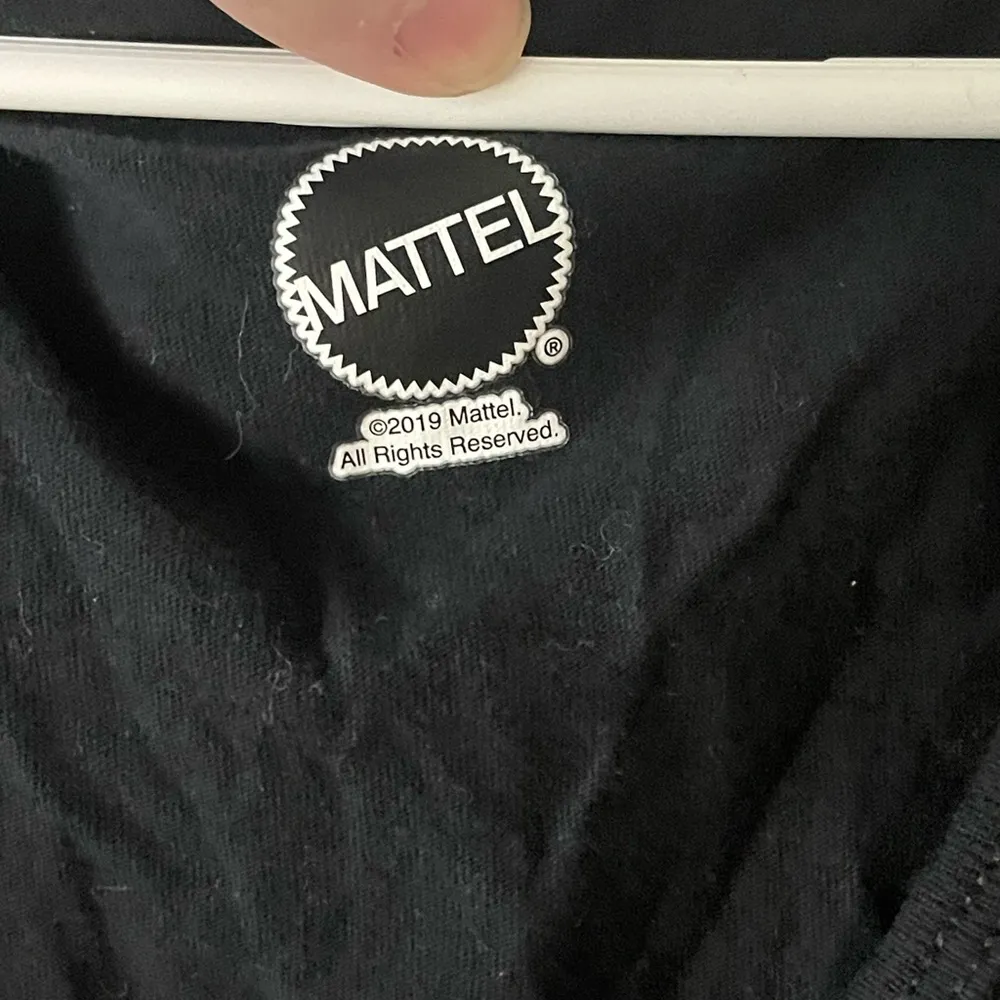 MATTEL
®
©2019 Mattel.
All Rights Reserved.